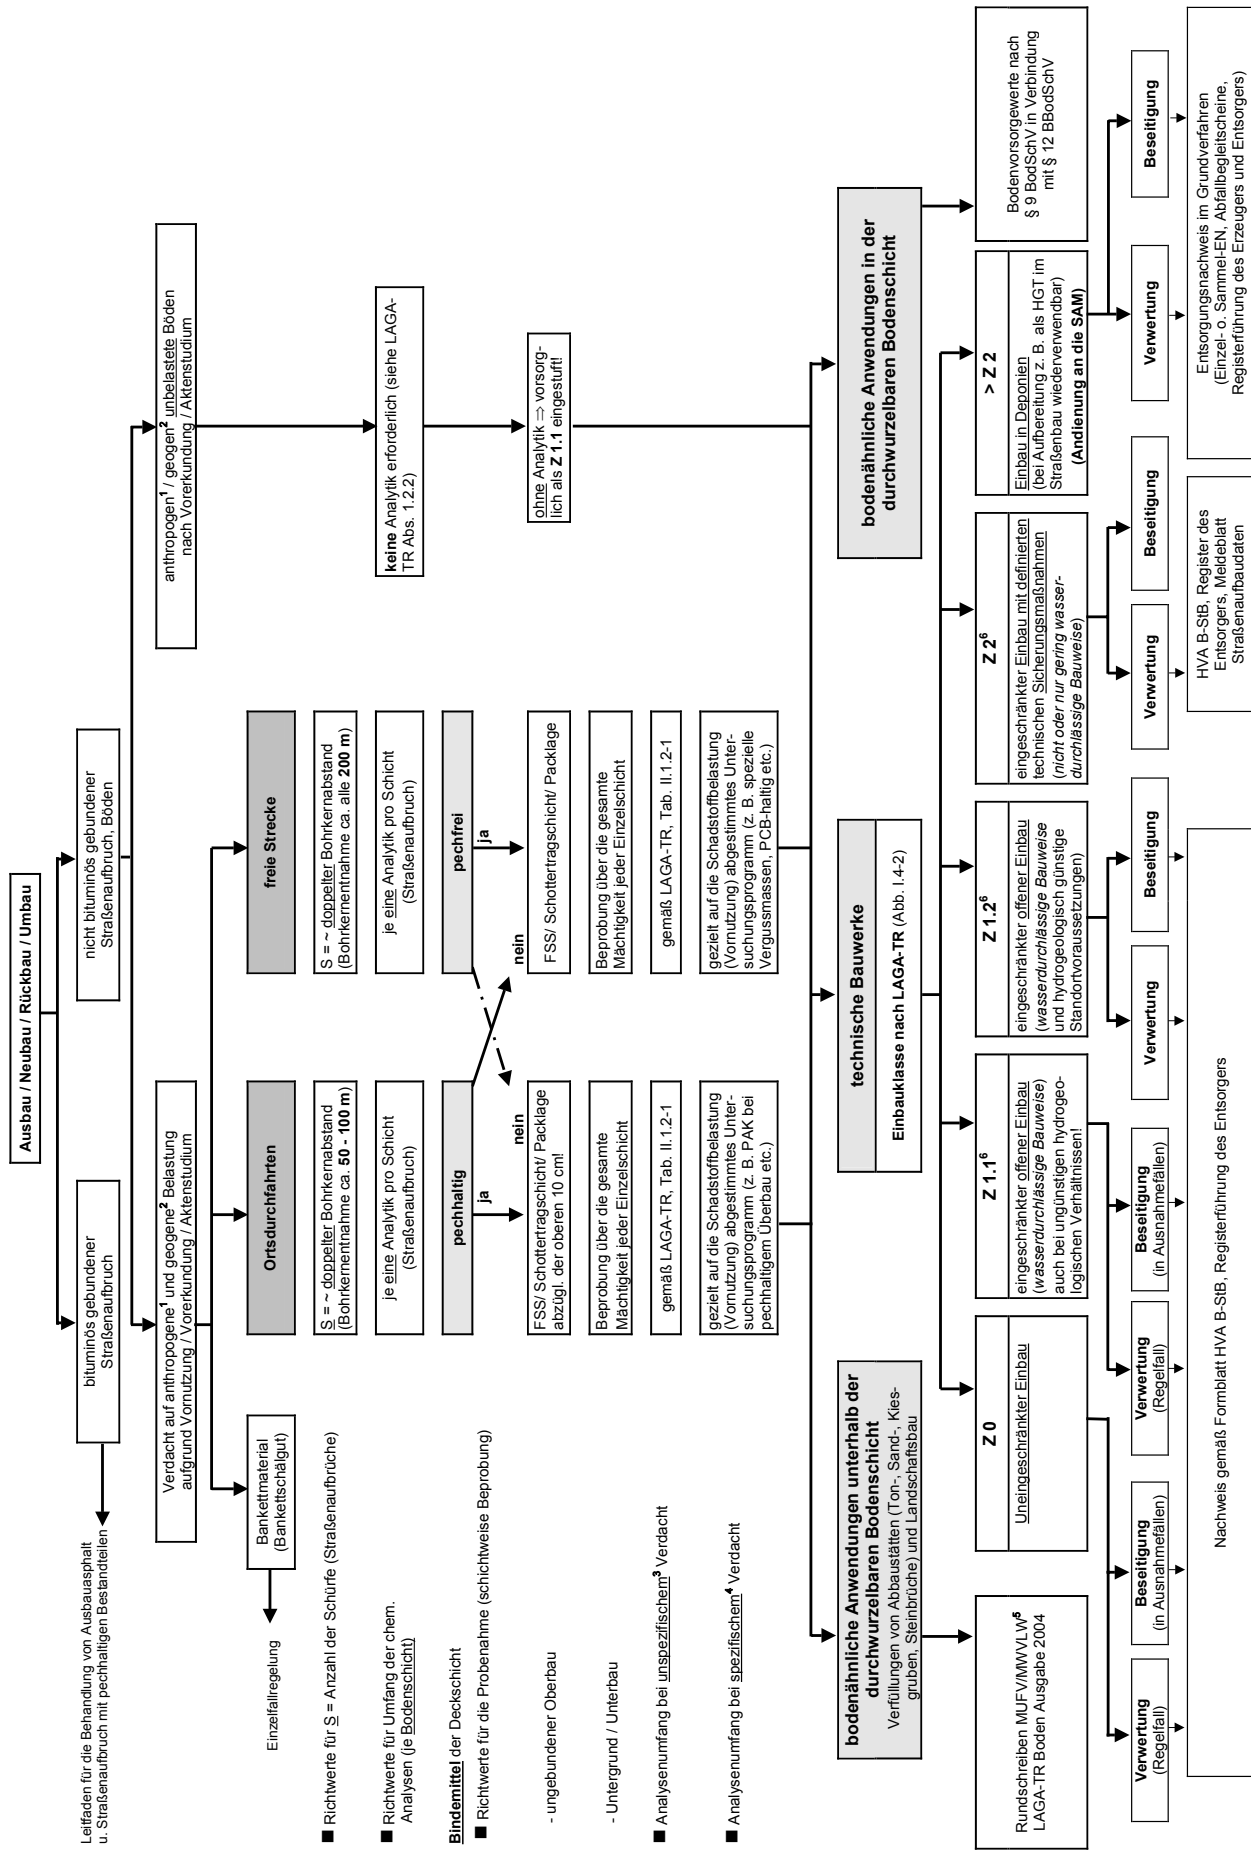 Ausbau / Neubau / Rückbau / Umbau
Leitfaden für die Behandlung von Ausbauasphalt
u. Straßenaufbruch mit pechhaltigen Bestandteilen
bituminös gebundener
Straßenaufbruch
nicht bituminös gebundener
Straßenaufbruch, Böden
Verdacht auf anthropogene¹ und geogene² Belastung
aufgrund Vornutzung / Vorerkundung / Aktenstudium
anthropogen¹ / geogen² unbelastete Böden
nach Vorerkundung / Aktenstudium
Einzelfallregelung
Bankettmaterial
(Bankettschälgut)
Ortsdurchfahrten
freie Strecke
■ Richtwerte für S = Anzahl der Schürfe (Straßenaufbrüche)
S = ~ doppelter Bohrkernabstand
(Bohrkernentnahme ca. 50 - 100 m)
S = ~ doppelter Bohrkernabstand
(Bohrkernentnahme ca. alle 200 m)
■ Richtwerte für Umfang der chem.
Analysen (je Bodenschicht)
je eine Analytik pro Schicht
(Straßenaufbruch)
je eine Analytik pro Schicht
(Straßenaufbruch)
keine Analytik erforderlich (siehe LAGA-
TR Abs. 1.2.2)
Bindemittel der Deckschicht
pechhaltig
pechfrei
■ Richtwerte für die Probenahme (schichtweise Beprobung)
ja
nein
nein
ja
- ungebundener Oberbau
FSS/ Schottertragschicht/ Packlage
abzügl. der oberen 10 cm!
FSS/ Schottertragschicht/ Packlage
ohne Analytik ⇒ vorsorg-
lich als Z 1.1 eingestuft!
- Untergrund / Unterbau
Beprobung über die gesamte
Mächtigkeit jeder Einzelschicht
Beprobung über die gesamte
Mächtigkeit jeder Einzelschicht
■ Analysenumfang bei unspezifischem³ Verdacht
gemäß LAGA-TR, Tab. II.1.2-1
gemäß LAGA-TR, Tab. II.1.2-1
■ Analysenumfang bei spezifischem⁴ Verdacht
gezielt auf die Schadstoffbelastung
(Vornutzung) abgestimmtes Unter-
suchungsprogramm (z. B. PAK bei
pechhaltigem Überbau etc.)
gezielt auf die Schadstoffbelastung
(Vornutzung) abgestimmtes Unter-
suchungsprogramm (z. B. spezielle
Vergussmassen, PCB-haltig etc.)
bodenähnliche Anwendungen unterhalb der
durchwurzelbaren Bodenschicht
Verfüllungen von Abbaustätten (Ton-, Sand-, Kies-
gruben, Steinbrüche) und Landschaftsbau
technische Bauwerke
Einbauklasse nach LAGA-TR (Abb. I.4-2)
bodenähnliche Anwendungen in der
durchwurzelbaren Bodenschicht
Rundschreiben MUFV/MWVLW⁵
LAGA-TR Boden Ausgabe 2004
Z 0
Uneingeschränkter Einbau
Z 1.1⁶
eingeschränkter offener Einbau
(wasserdurchlässige Bauweise)
auch bei ungünstigen hydrogeo-
logischen Verhältnissen!
Z 1.2⁶
eingeschränkter offener Einbau
(wasserdurchlässige Bauweise
und hydrogeologisch günstige
Standortvoraussetzungen)
Z 2⁶
eingeschränkter Einbau mit definierten
technischen Sicherungsmaßnahmen
(nicht oder nur gering wasser-
durchlässige Bauweise)
> Z 2
Einbau in Deponien
(bei Aufbereitung z. B. als HGT im
Straßenbau wiederverwendbar)
(Andienung an die SAM)
Bodenvorsorgewerte nach
§ 9 BodSchV in Verbindung
mit § 12 BBodSchV
Verwertung
(Regelfall)
Beseitigung
(in Ausnahmefällen)
Verwertung
(Regelfall)
Beseitigung
(in Ausnahmefällen)
Verwertung
Beseitigung
Verwertung
Beseitigung
Verwertung
Beseitigung
Nachweis gemäß Formblatt HVA B-StB, Registerführung des Entsorgers
HVA B-StB, Register des
Entsorgers, Meldeblatt
Straßenaufbaudaten
Entsorgungsnachweis im Grundverfahren
(Einzel- o. Sammel-EN, Abfallbegleitscheine,
Registerführung des Erzeugers und Entsorgers)